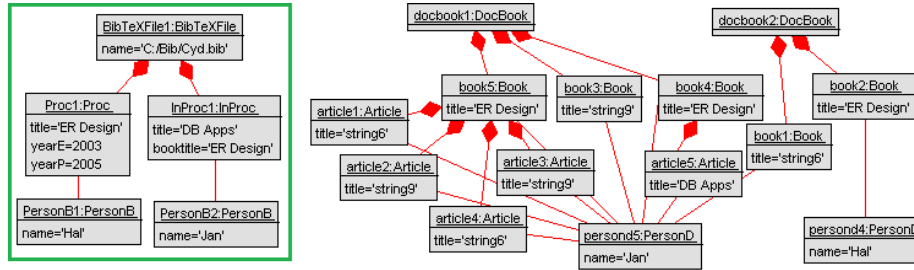 BibTeXFile1:BibTeXFile
name='C:/Bib/Cyd.bib'
Proc1:Proc
title='ER Design'
yearE=2003
yearP=2005
InProc1:InProc
title='DB Apps'
booktitle='ER Design'
PersonB1:PersonB
name='Hal'
PersonB2:PersonB
name='Jan'
docbook1:DocBook
docbook2:DocBook
book5:Book
title='ER Design'
book3:Book
title='string9'
book4:Book
title='ER Design'
book2:Book
title='ER Design'
article1:Article
title='string6'
book1:Book
title='string6'
article2:Article
title='string9'
article3:Article
title='string9'
article5:Article
title='DB Apps'
article4:Article
title='string6'
persond5:PersonD
name='Jan'
persond4:PersonD
name='Hal'